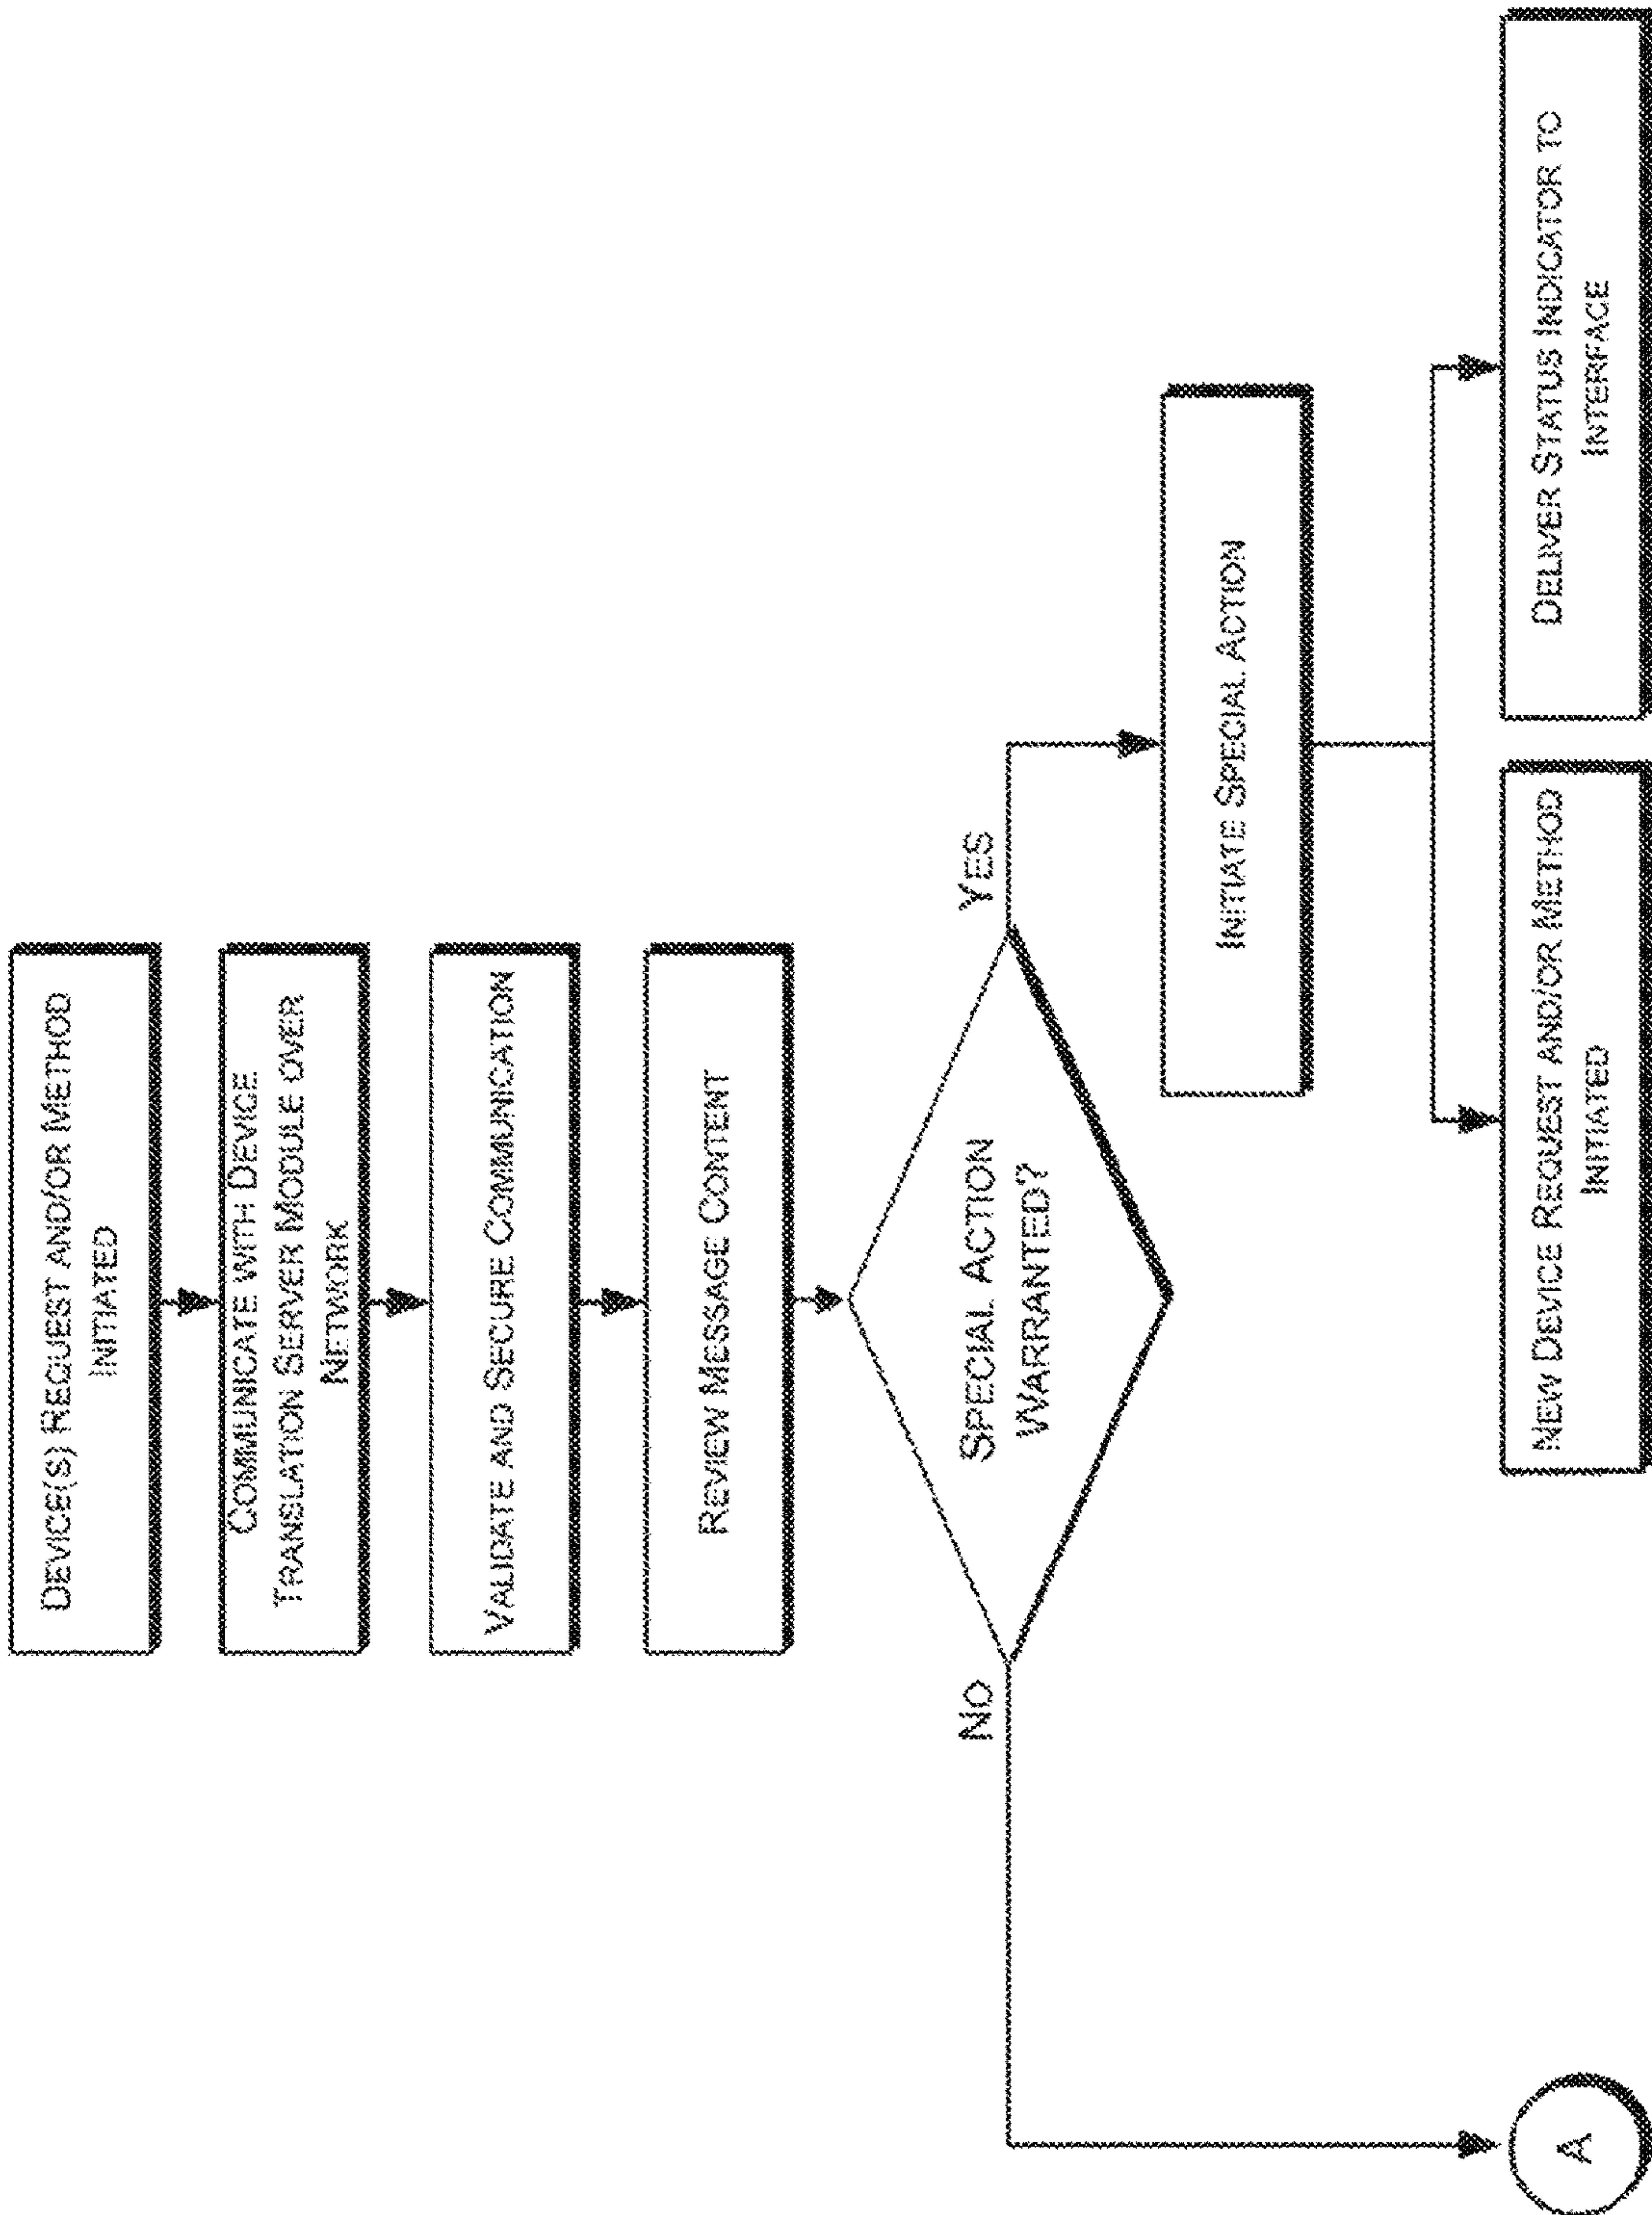 DEVICE(S) REQUEST AND/OR METHOD
INITIATED
COMMUNICATE WITH DEVICE
TRANSLATION SERVER MODULE OVER
NETWORK
VALIDATE AND SECURE COMMUNICATION
REVIEW MESSAGE CONTENT
SPECIAL ACTION
WARRANTED?
NO
YES
INITIATE SPECIAL ACTION
A
NEW DEVICE REQUEST AND/OR METHOD
INITIATED
DELIVER STATUS INDICATOR TO
INTERFACE